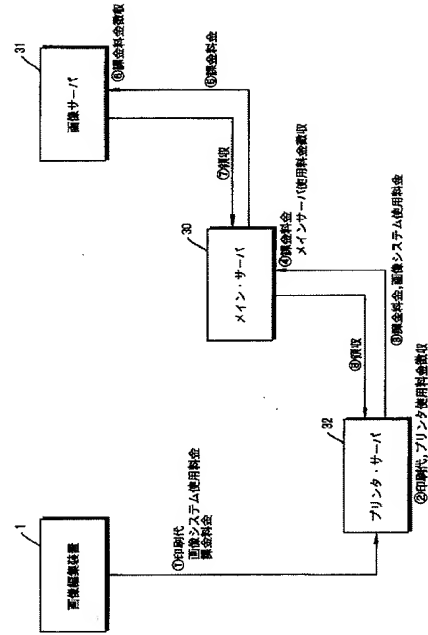 31
画像サーバ
⑥課金料金徴収
⑤課金料金
⑦領収
30
メイン・サーバ
④課金料金
メインサーバ使用料金徴収
⑧領収
③課金料金,画像システム使用料金
32
プリンタ・サーバ
②印刷代,プリンタ使用料金徴収
1
画像編集装置
①印刷代
画像システム使用料金
課金料金